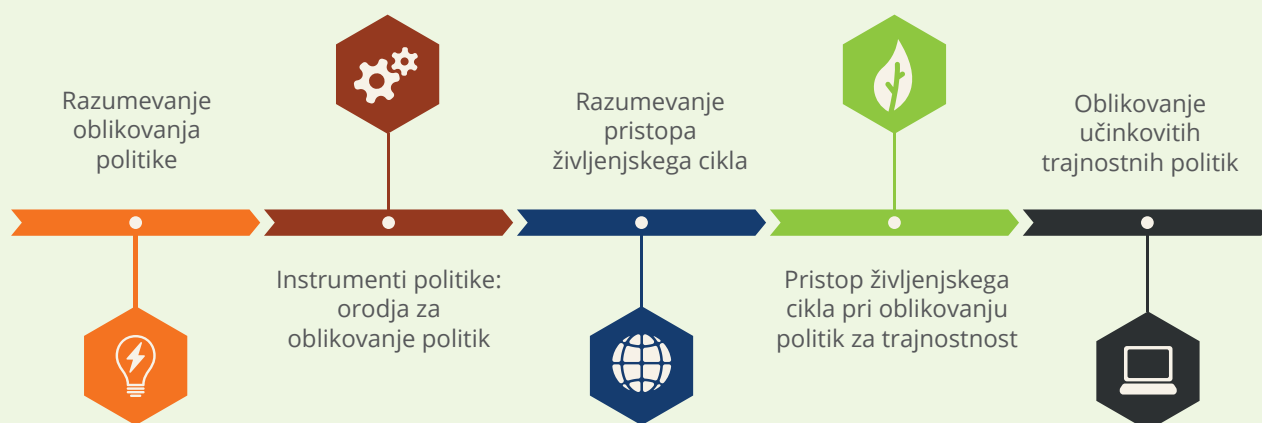 Razumevanje
oblikovanja
politike
Instrumenti politike:
orodja za
oblikovanje politik
Razumevanje
pristopa
življenjskega cikla
Pristop življenjskega
cikla pri oblikovanju
politik za trajnostnost
Oblikovanje
učinkovitih
trajnostnih politik